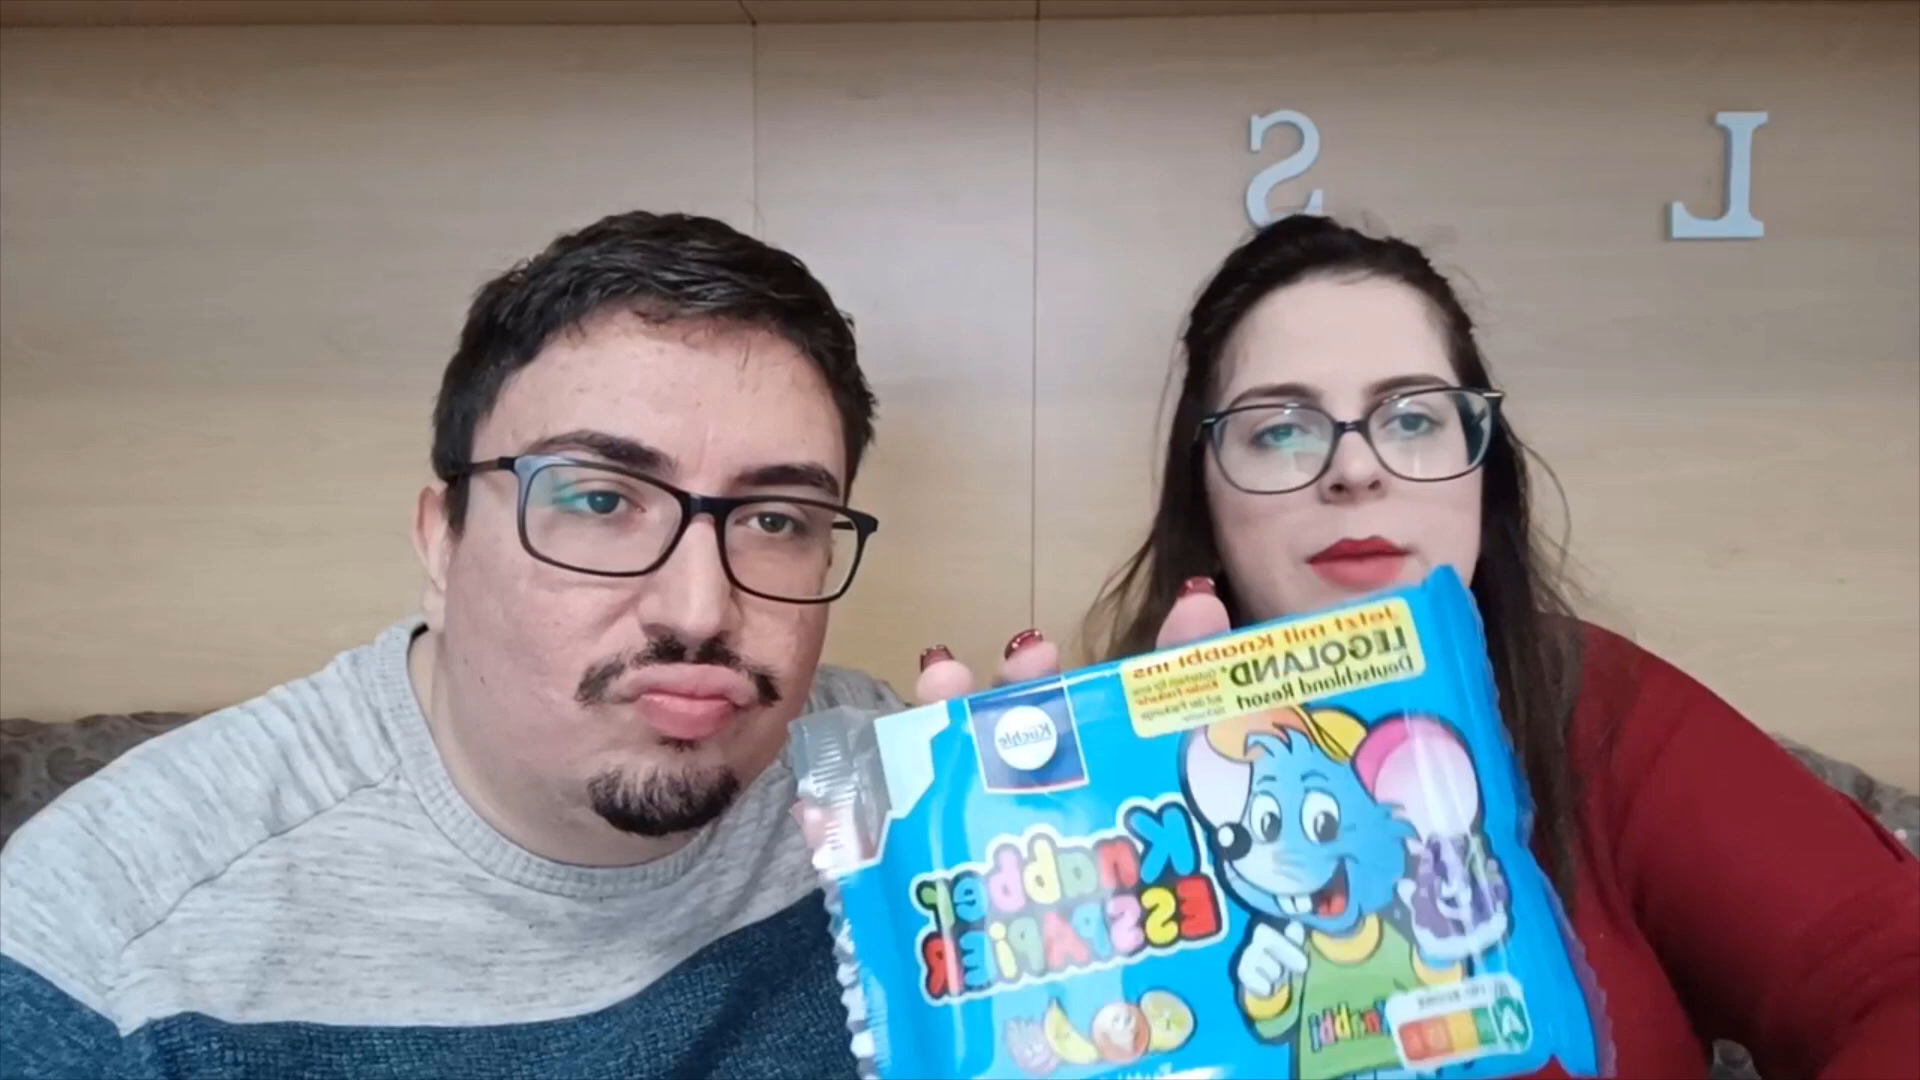 S L
Jetzt mit Knabbi ins
LEGOLAND®
Deutschland Resort
Küchle
Knabber
ESSPAPiER
Knabbi
A